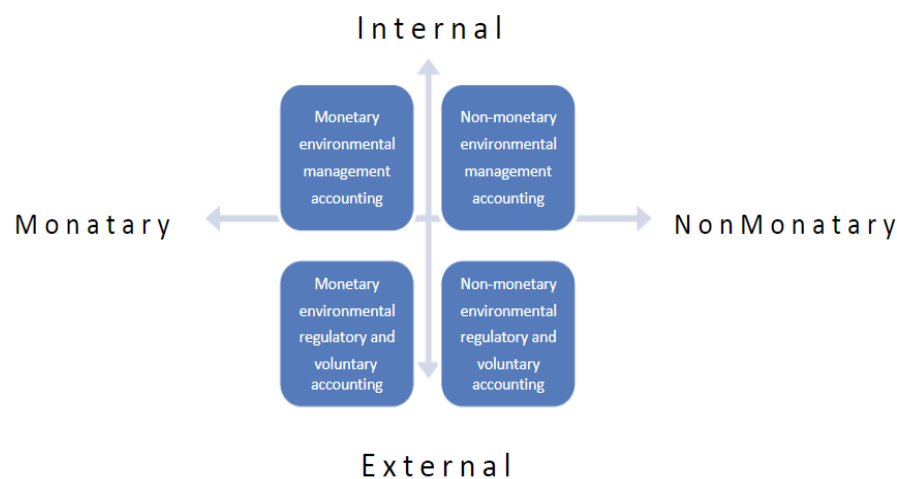 Internal
Monetary
environmental
management
accounting
Non-monetary
environmental
management
accounting
Monatary
NonMonatary
Monetary
environmental
regulatory and
voluntary
accounting
Non-monetary
environmental
regulatory and
voluntary
accounting
External